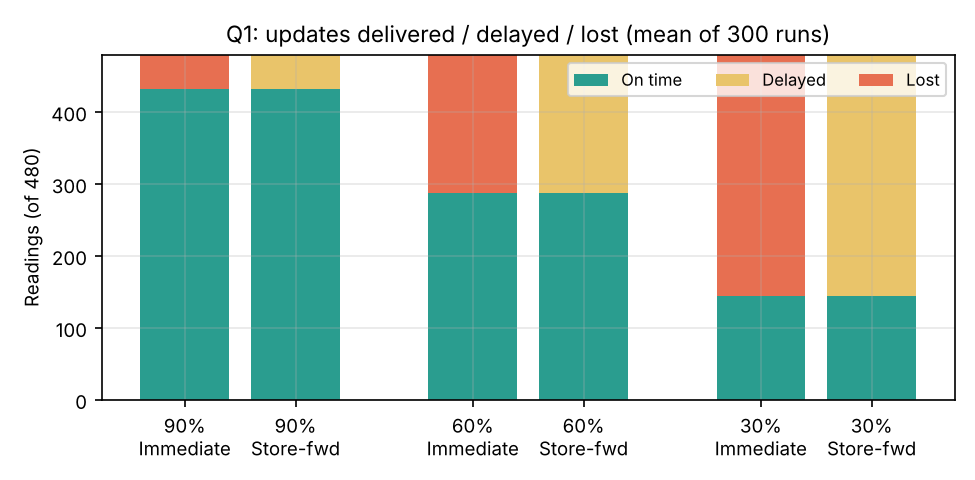 Q1: updates delivered / delayed / lost (mean of 300 runs)
On time Delayed Lost
Readings (of 480)
400
300
200
100
0
90% Immediate
90% Store-fwd
60% Immediate
60% Store-fwd
30% Immediate
30% Store-fwd